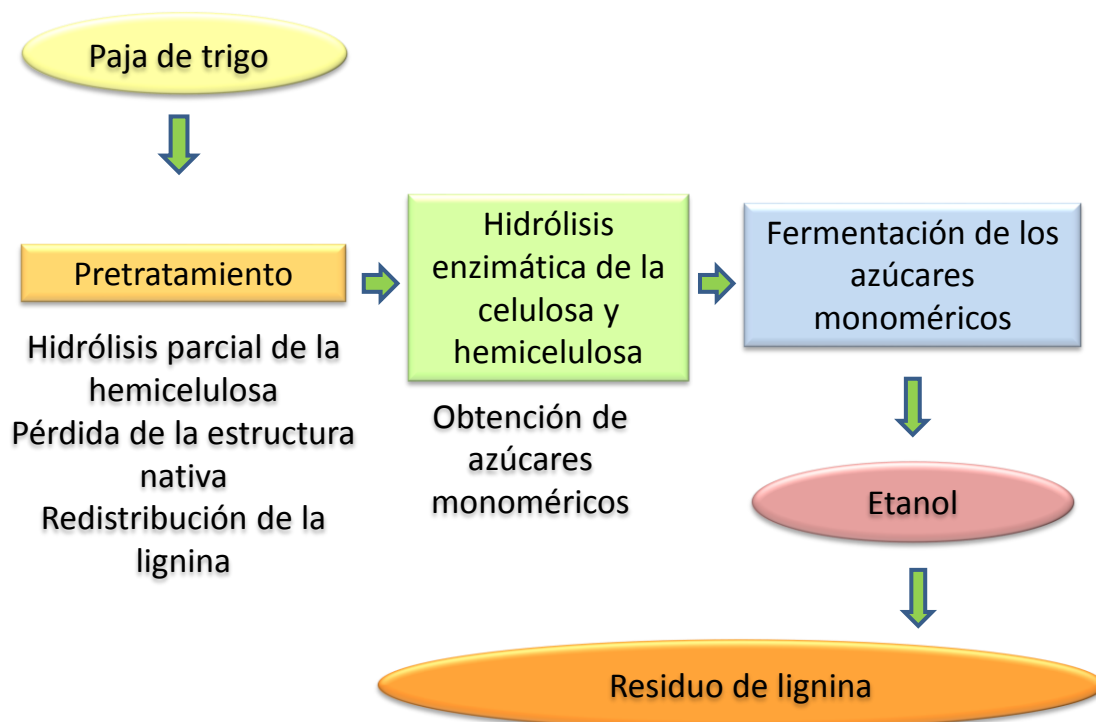 Paja de trigo
Pretratamiento
Hidrólisis parcial de la
hemicelulosa
Pérdida de la estructura
nativa
Redistribución de la
lignina
Hidrólisis
enzimática de la
celulosa y
hemicelulosa
Obtención de
azúcares
monoméricos
Fermentación de los
azúcares
monoméricos
Etanol
Residuo de lignina